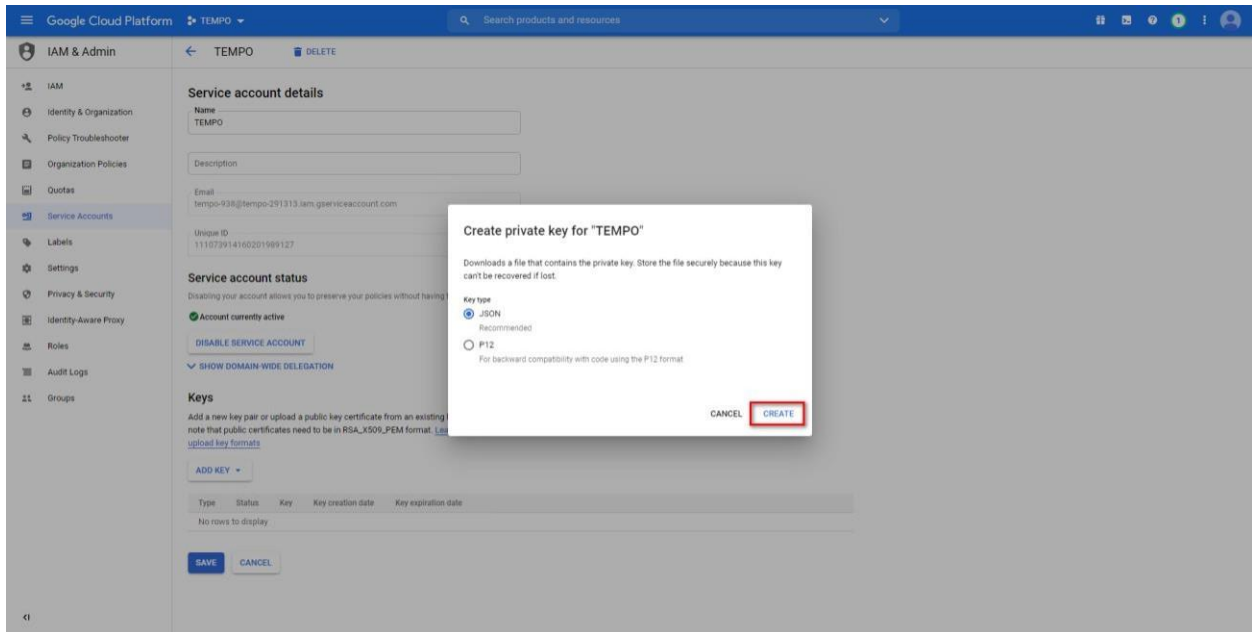 Google Cloud Platform
TEMPO
Search products and resources
1
IAM & Admin
TEMPO
DELETE
IAM
Identity & Organization
Policy Troubleshooter
Organization Policies
Quotas
Service Accounts
Labels
Settings
Privacy & Security
Identity-Aware Proxy
Roles
Audit Logs
Groups
Service account details
Name
TEMPO
Description
Email
tempo-938@tempo-291313.iam.gserviceaccount.com
Unique ID
111073914160201989127
Service account status
Disabling your account allows you to preserve your policies without having
Account currently active
DISABLE SERVICE ACCOUNT
SHOW DOMAIN-WIDE DELEGATION
Keys
Add a new key pair or upload a public key certificate from an existing
note that public certificates need to be in RSA_X509_PEM format.
upload key formats
ADD KEY
Type Status Key Key creation date Key expiration date
No rows to display
SAVE CANCEL
Create private key for "TEMPO"
Downloads a file that contains the private key. Store the file securely because this key
can't be recovered if lost.
Key type
JSON
Recommended
P12
For backward compatibility with code using the P12 format
CANCEL CREATE